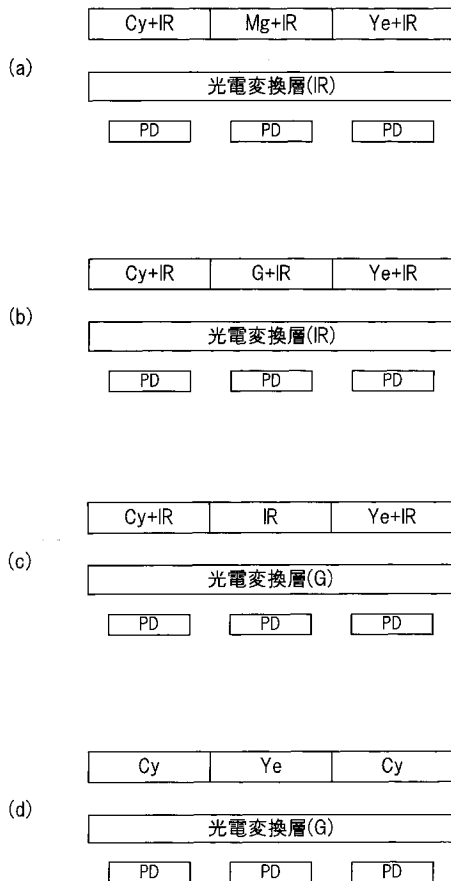 Cy+IR Mg+IR Ye+IR
(a)
光電変換層(IR)
PD PD PD
Cy+IR G+IR Ye+IR
(b)
光電変換層(IR)
PD PD PD
Cy+IR IR Ye+IR
(c)
光電変換層(G)
PD PD PD
Cy Ye Cy
(d)
光電変換層(G)
PD PD PD